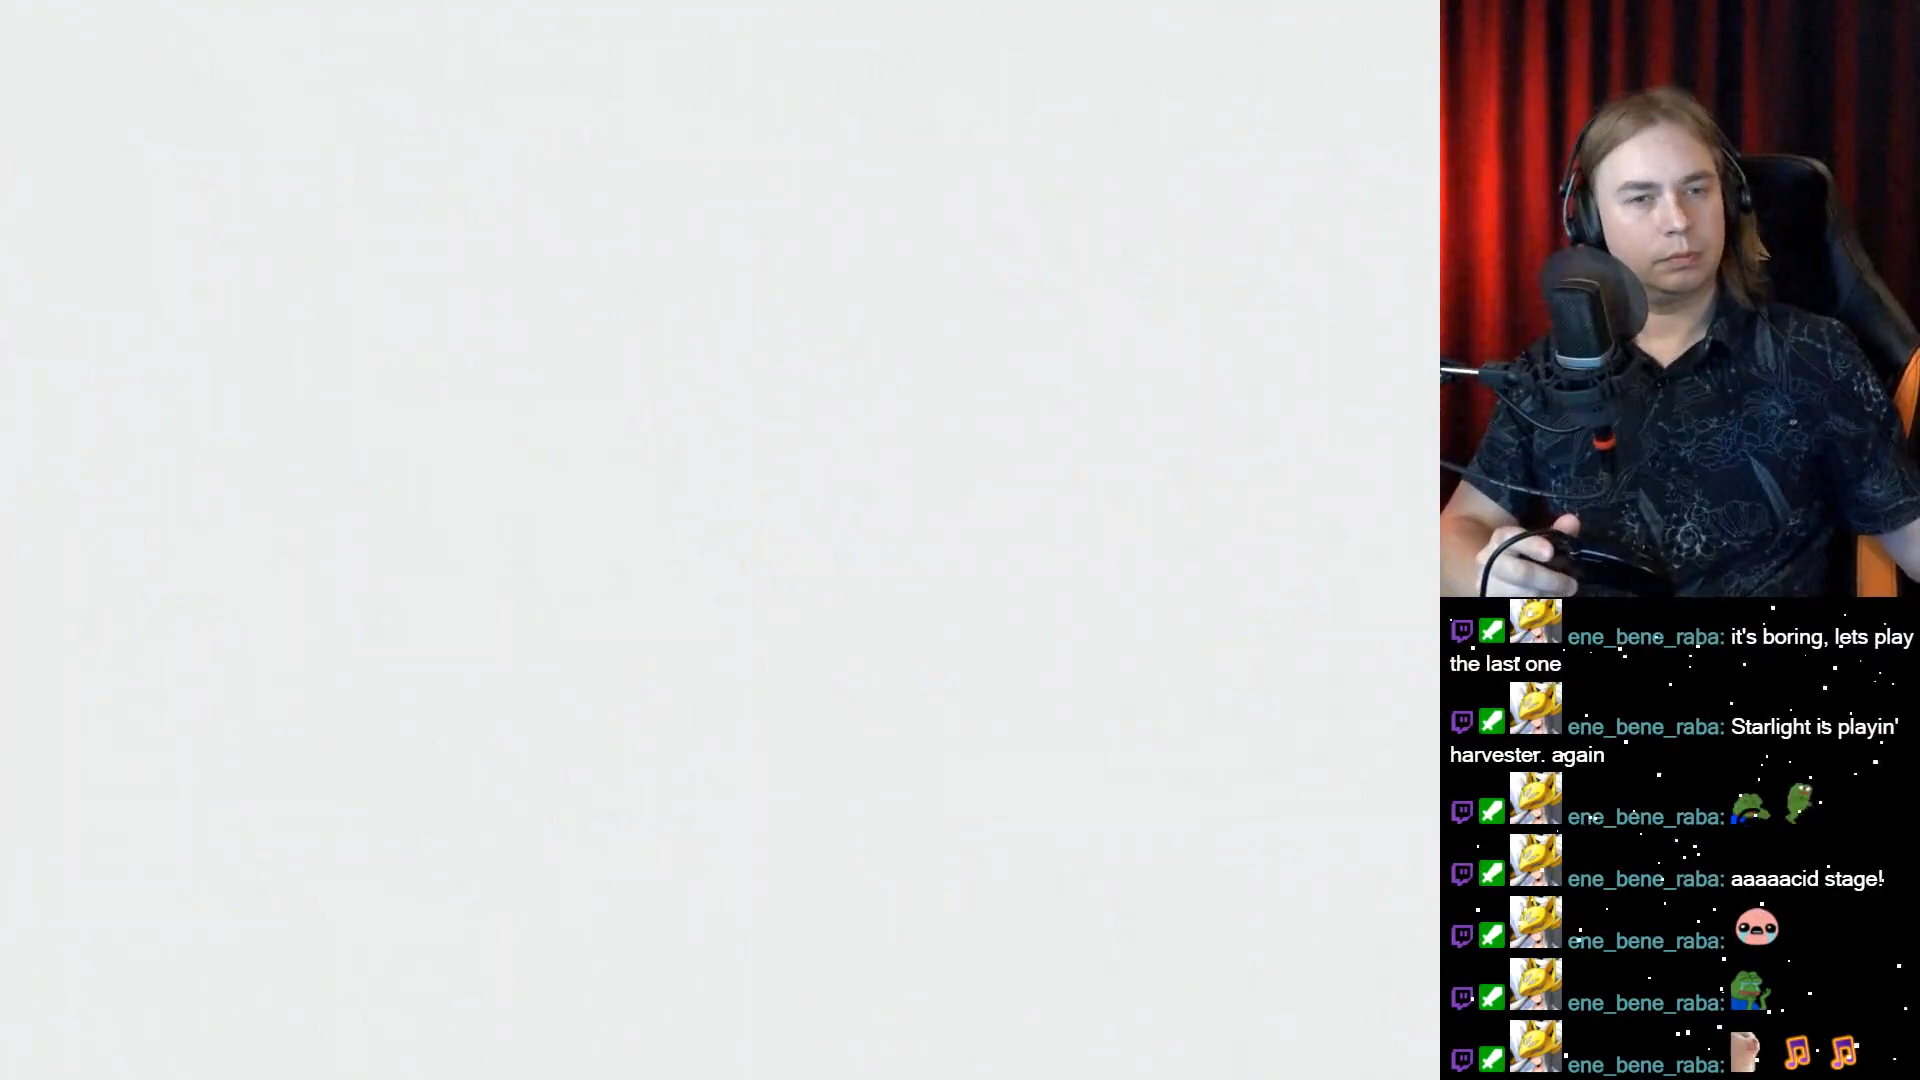 ene_bene_raba: it's boring, lets play
the last one
ene_bene_raba: Starlight is playin'
harvester. again
ene_bene_raba:
ene_bene_raba: aaaaacid stage!
ene_bene_raba:
ene_bene_raba:
ene_bene_raba: